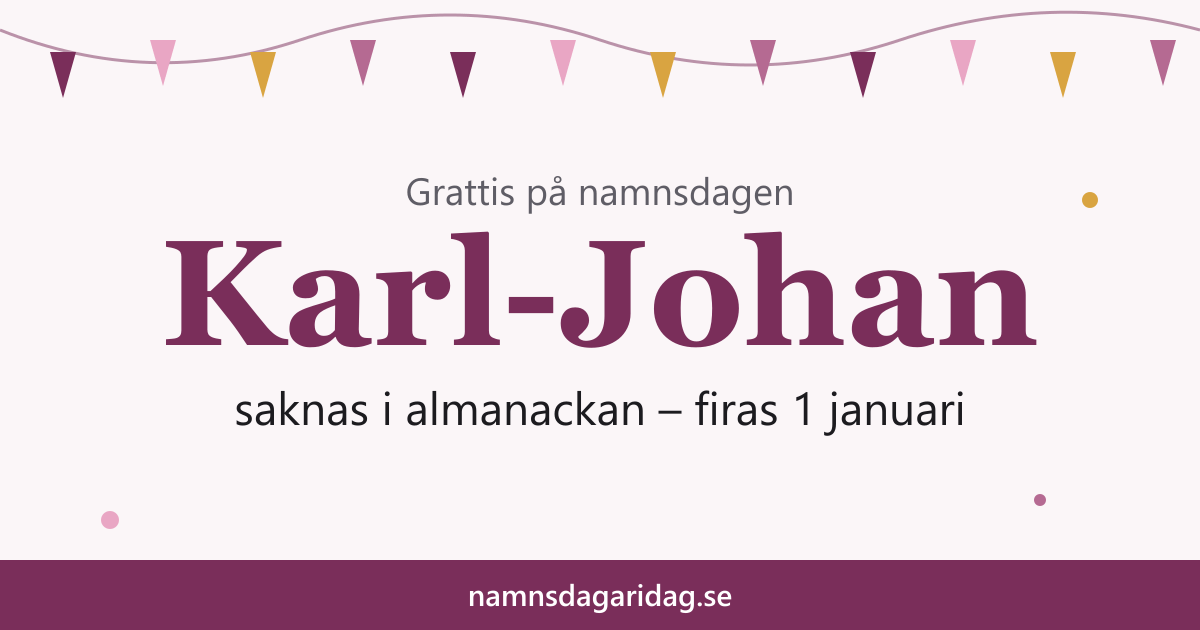 Grattis på namnsdagen
Karl-Johan
saknas i almanackan – firas 1 januari
namnsdagaridag.se